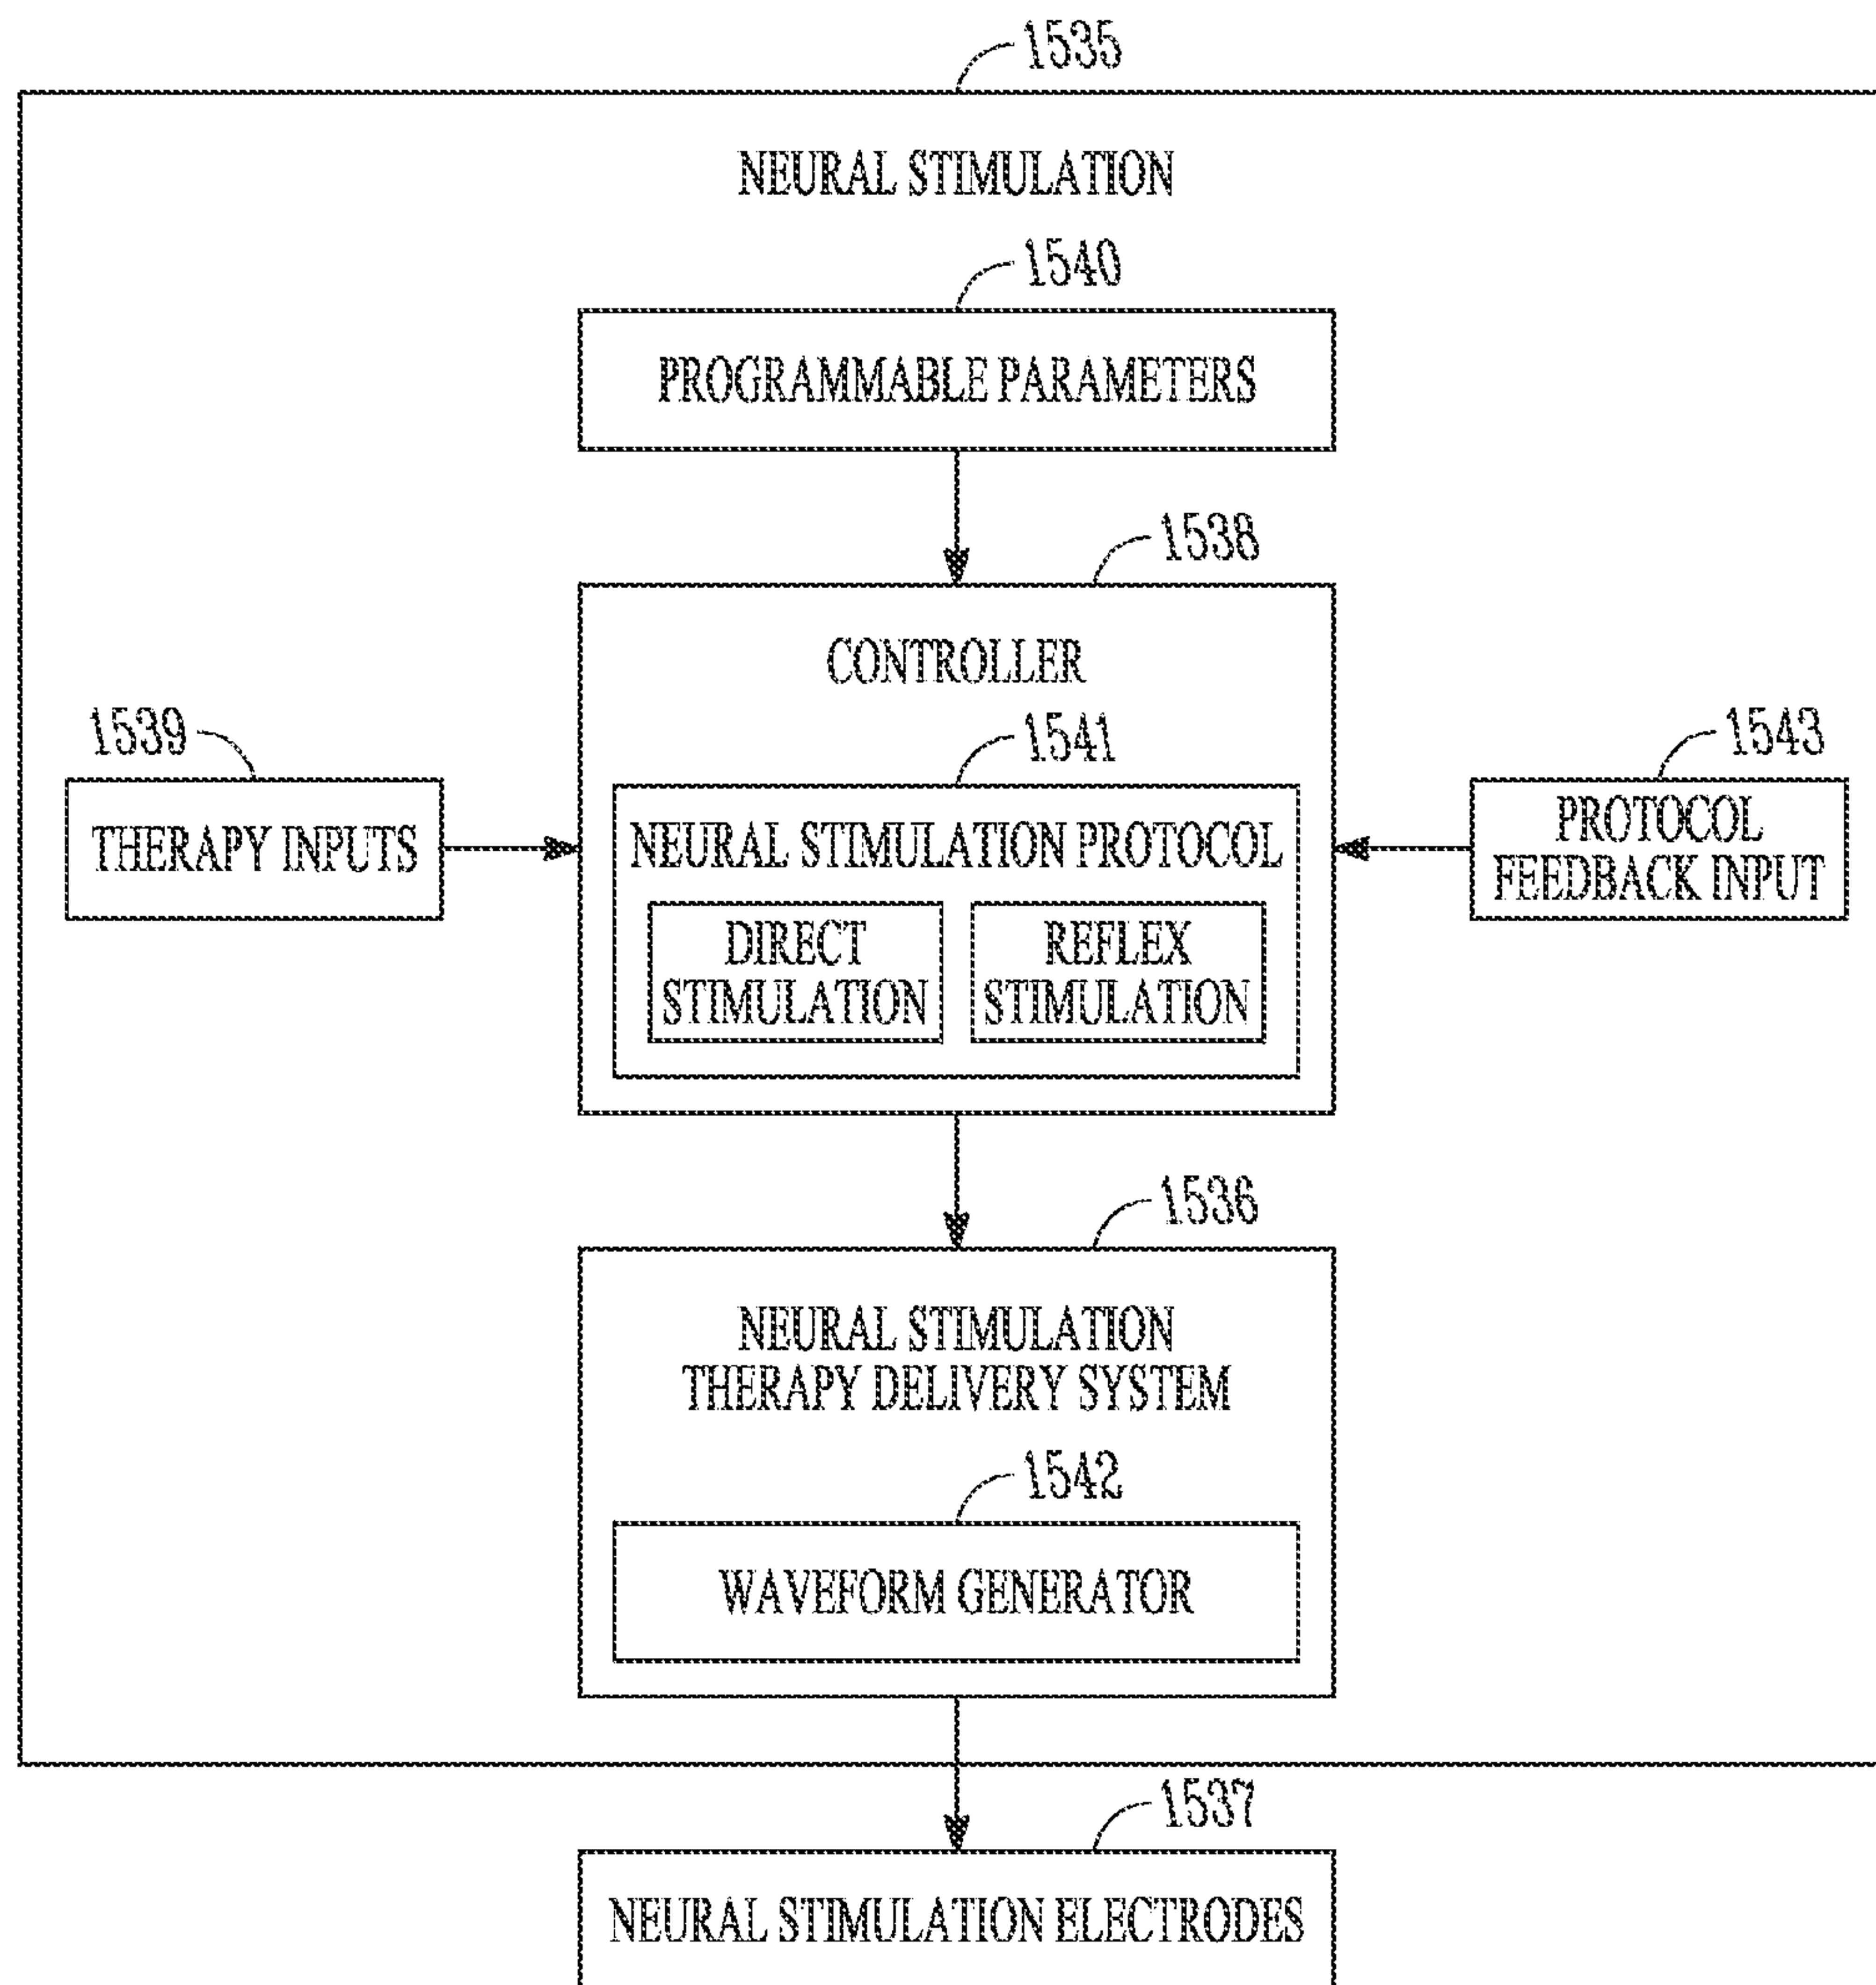 1535
NEURAL STIMULATION
1540
PROGRAMMABLE PARAMETERS
1538
CONTROLLER
1539
THERAPY INPUTS
1541
NEURAL STIMULATION PROTOCOL
DIRECT
STIMULATION
REFLEX
STIMULATION
1543
PROTOCOL
FEEDBACK INPUT
1536
NEURAL STIMULATION
THERAPY DELIVERY SYSTEM
1542
WAVEFORM GENERATOR
1537
NEURAL STIMULATION ELECTRODES